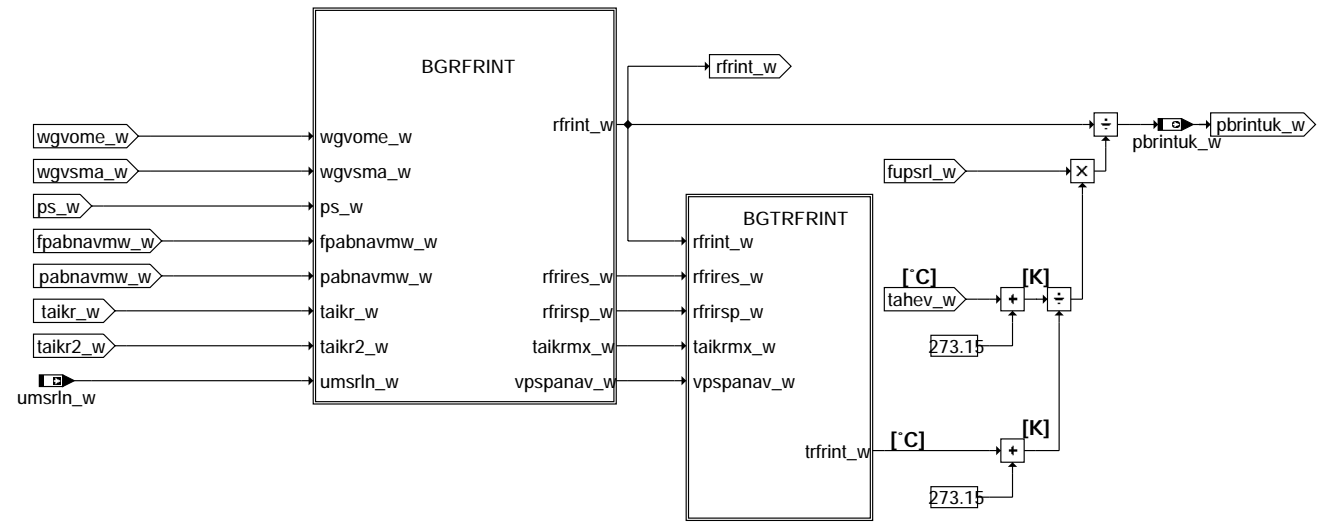 BGRFRINT
rfrint_w
rfrint_w
pbrintuk_w
pbrintuk_w
wgvome_w
wgvome_w
wgvsma_w
wgvsma_w
fupsrl_w
ps_w
ps_w
BGTRFRINT
fpabnavmw_w
fpabnavmw_w
rfrint_w
pabnavmw_w
pabnavmw_w
rfrires_w
rfrires_w
[°C]
[K]
tahev_w
taikr_w
taikr_w
rfrirsp_w
rfrirsp_w
273.15
taikr2_w
taikr2_w
taikrmx_w
taikrmx_w
umsrln_w
umsrln_w
vpspanav_w
vpspanav_w
trfrint_w
[°C]
[K]
273.15